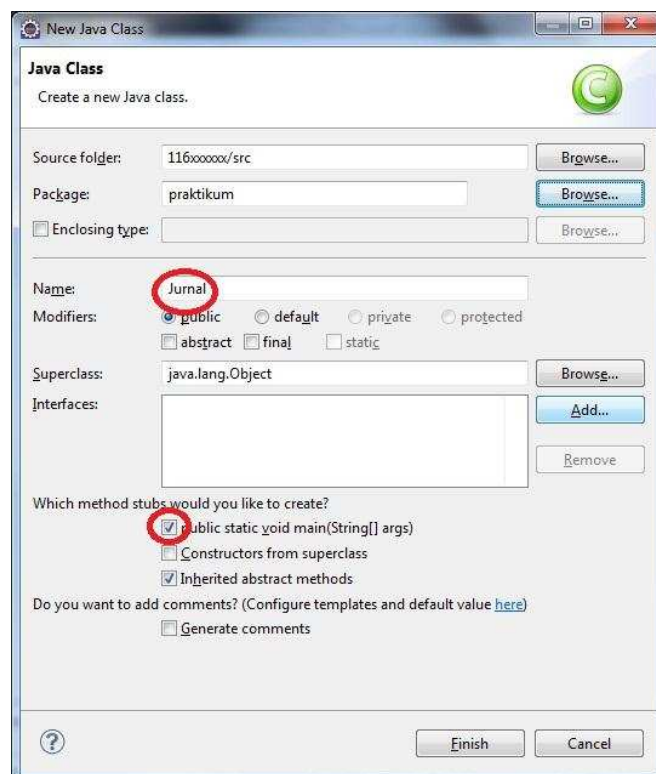 New Java Class
Java Class
Create a new Java class.
C
Source folder: 116xxxxxx/src Browse...
Package: praktikum Browse...
Enclosing type: Browse...
Name: Jurnal
Modifiers: public default private protected
abstract final static
Superclass: java.lang.Object Browse...
Interfaces: Add...
Remove
Which method stubs would you like to create?
public static void main(String[] args)
Constructors from superclass
Inherited abstract methods
Do you want to add comments? (Configure templates and default value here)
Generate comments
? Finish Cancel